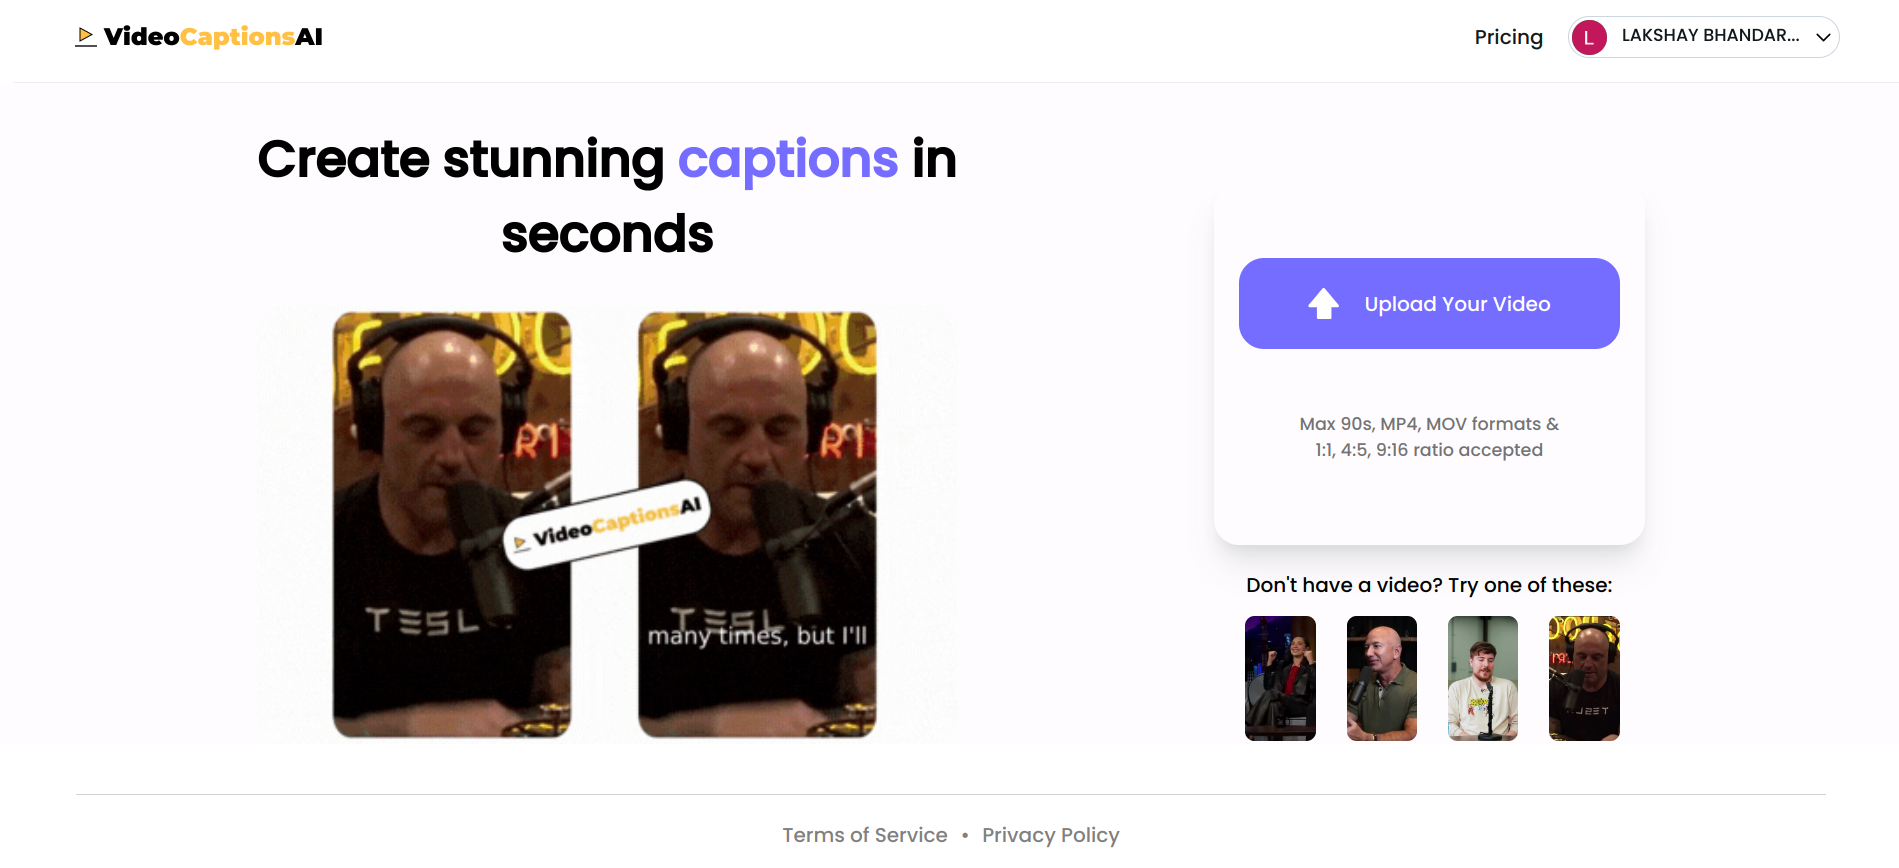 VideoCaptionsAI
Pricing
L
LAKSHAY BHANDAR...
Create stunning captions in
seconds
VideoCaptionsAI
TESL
TESL
many times, but I'll
Upload Your Video
Max 90s, MP4, MOV formats &
1:1, 4:5, 9:16 ratio accepted
Don't have a video? Try one of these:
Terms of Service • Privacy Policy